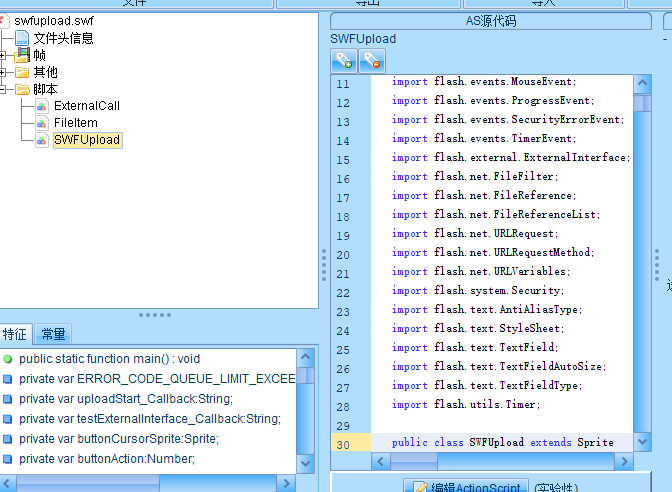 文件
导出
导入
swfupload.swf
文件头信息
帧
其他
脚本
ExternalCall
FileItem
SWFUpload
特征
常量
public static function main() : void
private var ERROR_CODE_QUEUE_LIMIT_EXCEE
private var uploadStart_Callback:String;
private var testExternalInterface_Callback:String;
private var buttonCursorSprite:Sprite;
private var buttonAction:Number;
AS源代码
SWFUpload
11 import flash.events.MouseEvent;
12 import flash.events.ProgressEvent;
13 import flash.events.SecurityErrorEvent;
14 import flash.events.TimerEvent;
15 import flash.external.ExternalInterface;
16 import flash.net.FileFilter;
17 import flash.net.FileReference;
18 import flash.net.FileReferenceList;
19 import flash.net.URLRequest;
20 import flash.net.URLRequestMethod;
21 import flash.net.URLVariables;
22 import flash.system.Security;
23 import flash.text.AntiAliasType;
24 import flash.text.StyleSheet;
25 import flash.text.TextField;
26 import flash.text.TextFieldAutoSize;
27 import flash.text.TextFieldType;
28 import flash.utils.Timer;
29
30 public class SWFUpload extends Sprite
编辑ActionScript (实验性)